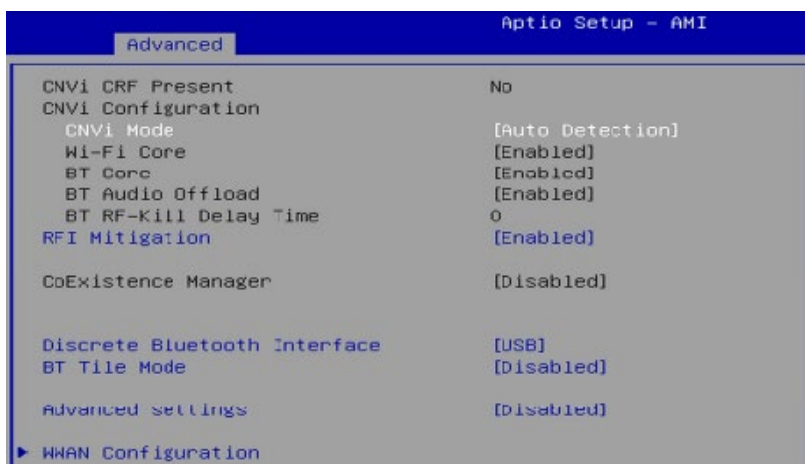 Aptio Setup – AMI
Advanced
CNVi CRF Present No
CNVi Configuration
CNVi Mode [Auto Detection]
Wi-Fi Core [Enabled]
BT Core [Enabled]
BT Audio Offload [Enabled]
BT RF-Kill Delay Time 0
RFI Mitigation [Enabled]
CoExistence Manager [Disabled]
Discrete Bluetooth Interface [USB]
BT Tile Mode [Disabled]
Advanced settings [Disabled]
▶ WWAN Configuration